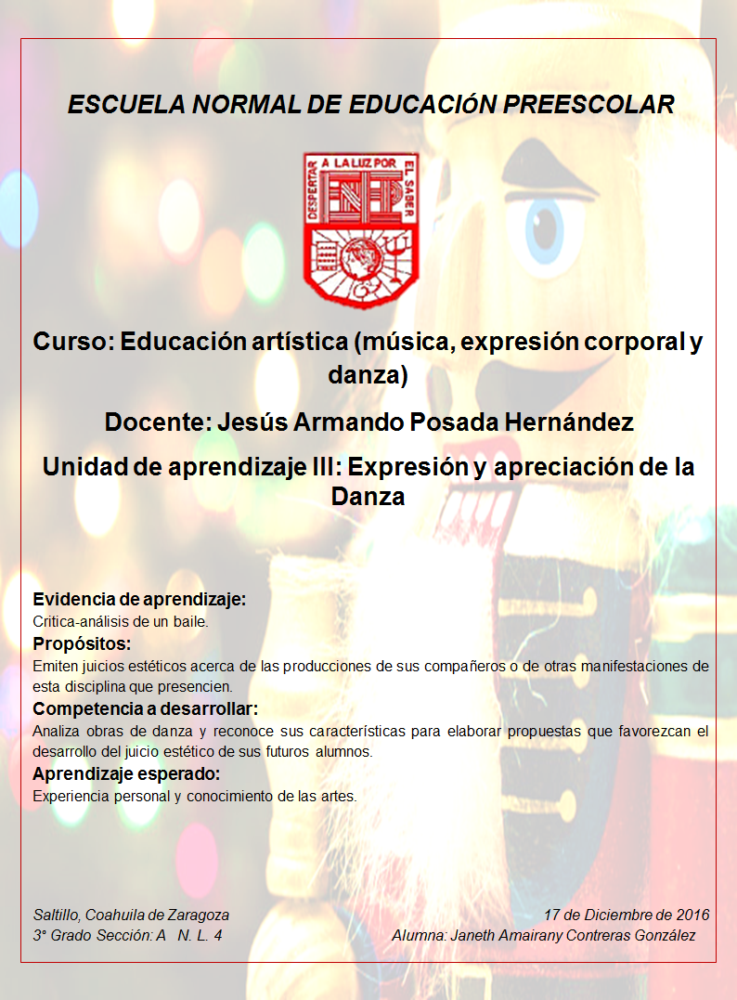 ESCUELA NORMAL DE EDUCACIÓN PREESCOLAR
DESPERTAR A LA LUZ POR EL SABER
ENEP
Curso: Educación artística (música, expresión corporal y
danza)
Docente: Jesús Armando Posada Hernández
Unidad de aprendizaje III: Expresión y apreciación de la
Danza
Evidencia de aprendizaje:
Critica-análisis de un baile.
Propósitos:
Emiten juicios estéticos acerca de las producciones de sus compañeros o de otras manifestaciones de
esta disciplina que presencien.
Competencia a desarrollar:
Analiza obras de danza y reconoce sus características para elaborar propuestas que favorezcan el
desarrollo del juicio estético de sus futuros alumnos.
Aprendizaje esperado:
Experiencia personal y conocimiento de las artes.
Saltillo, Coahuila de Zaragoza 17 de Diciembre de 2016
3° Grado Sección: A N. L. 4 Alumna: Janeth Amairany Contreras González